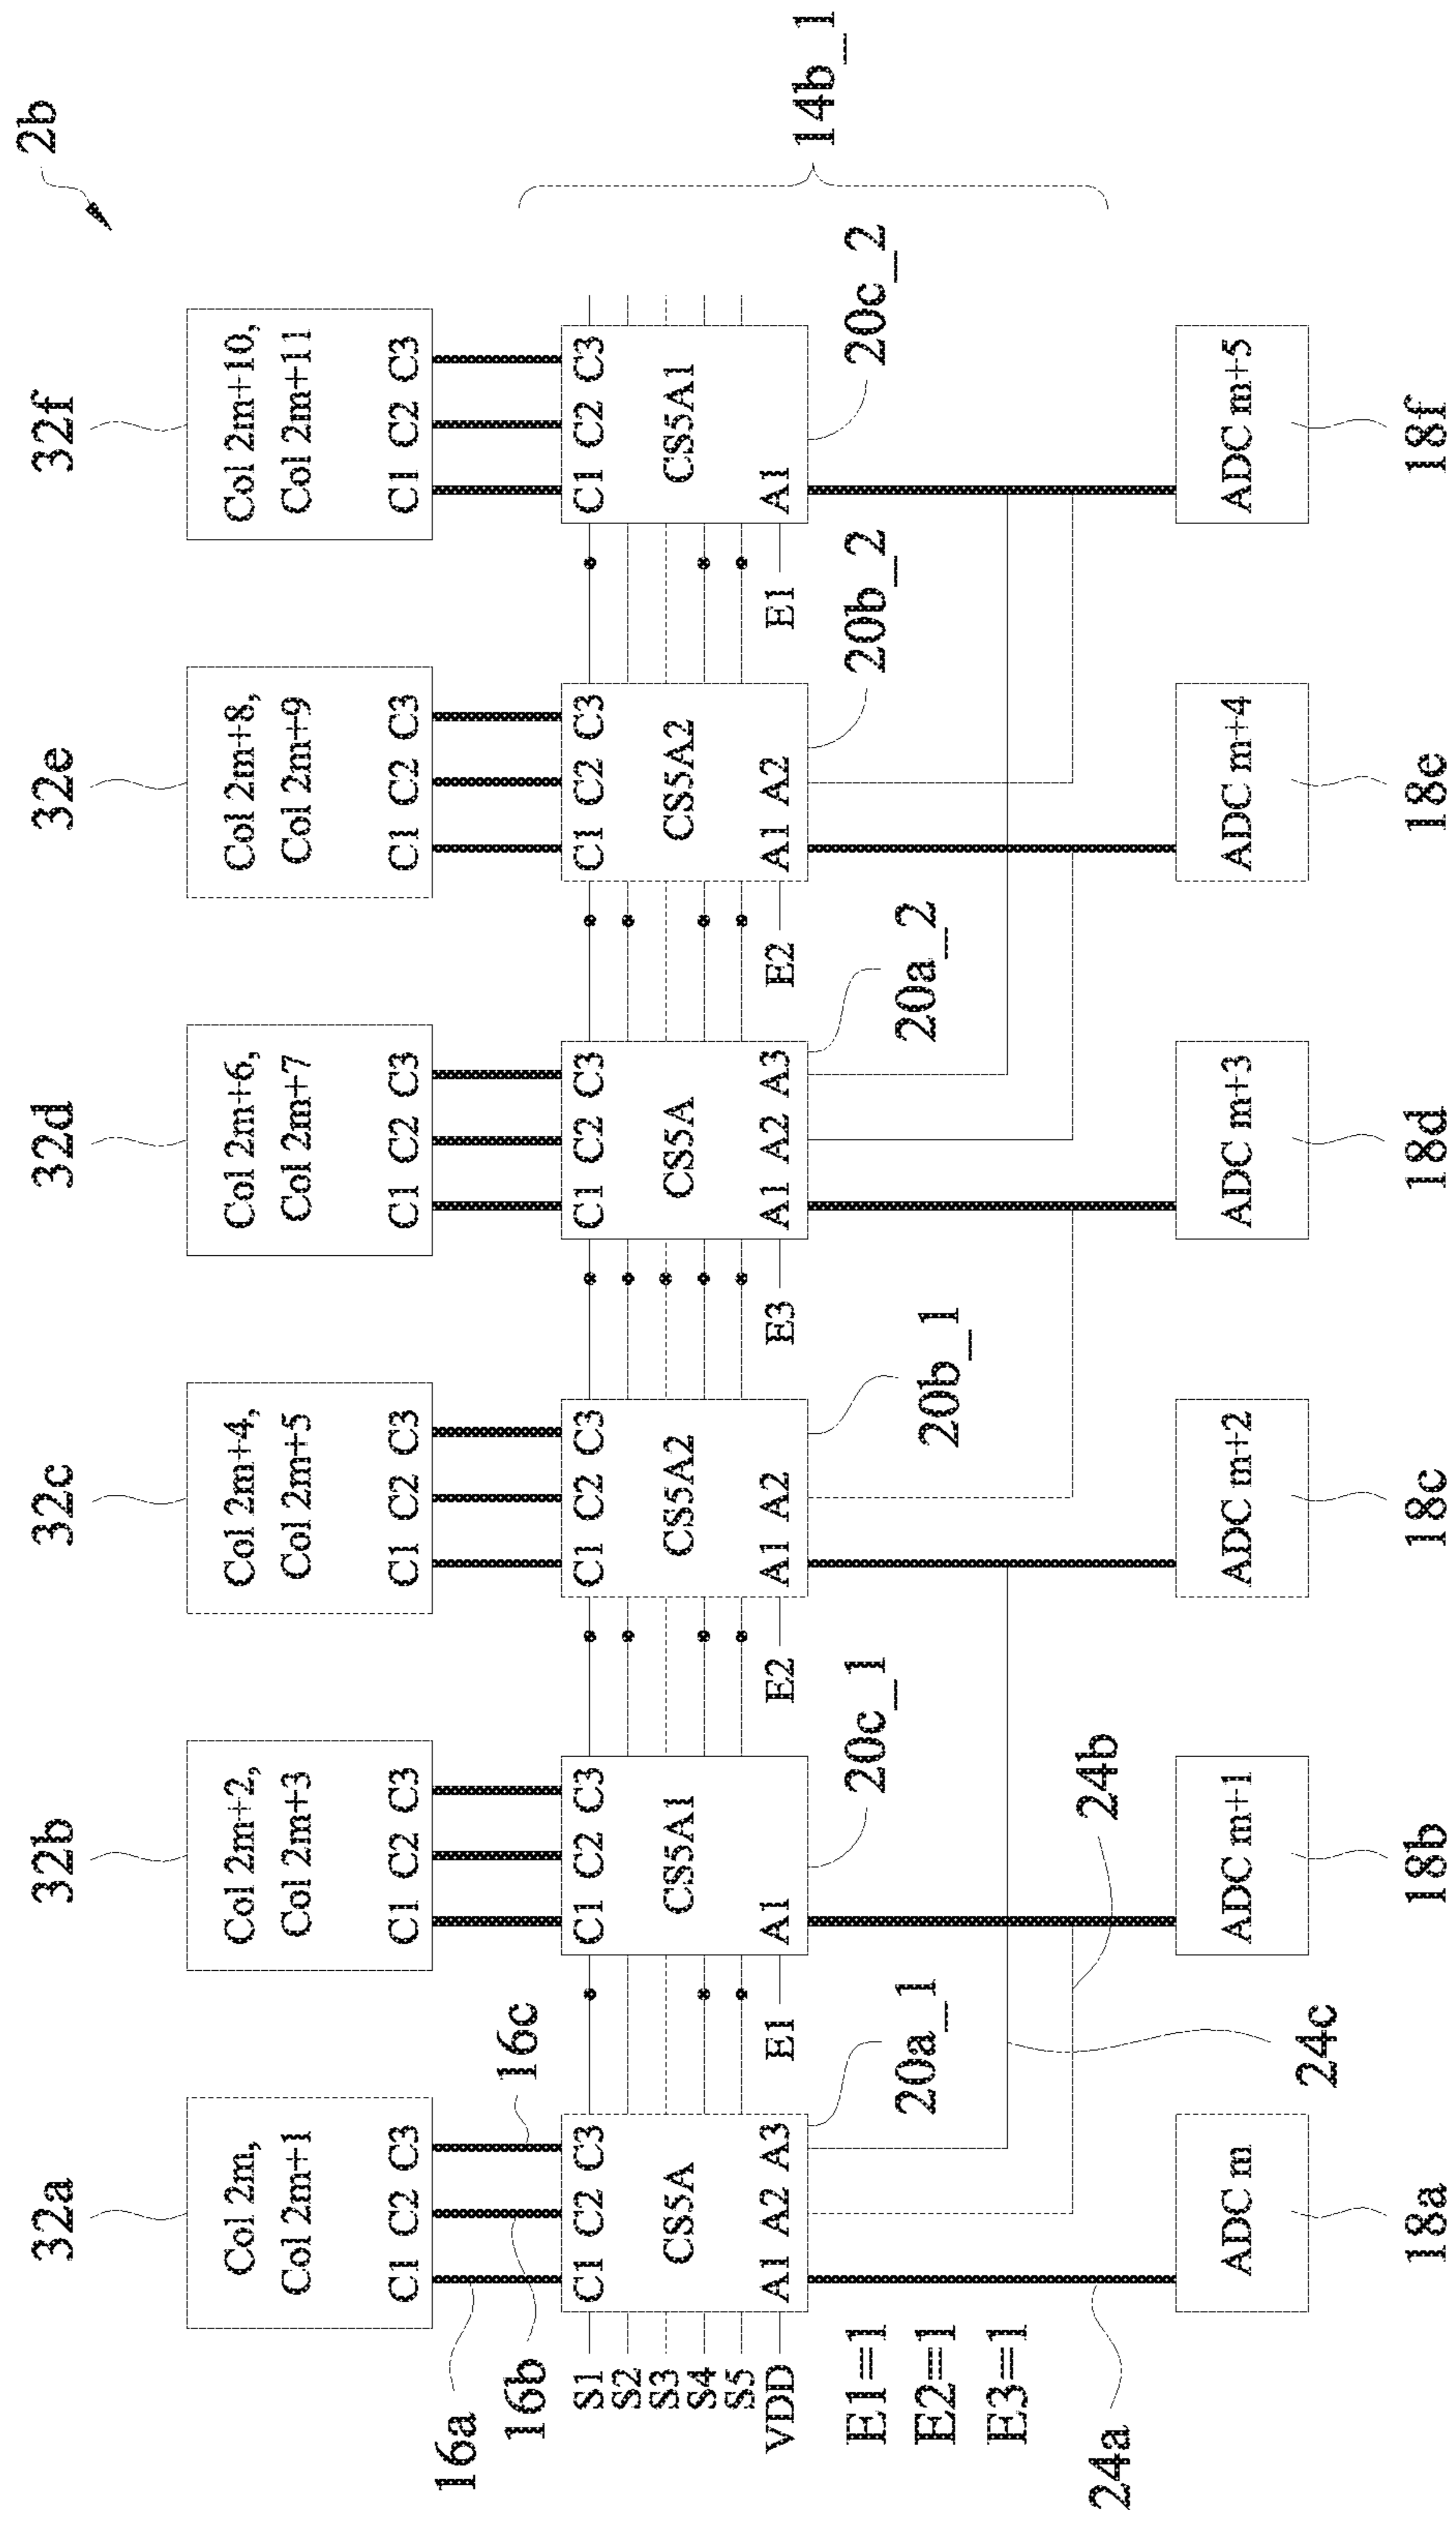 2b
32a
32b
32c
32d
32e
32f
Col 2m,
Col 2m+1
C1 C2 C3
Col 2m+2,
Col 2m+3
C1 C2 C3
Col 2m+4,
Col 2m+5
C1 C2 C3
Col 2m+6,
Col 2m+7
C1 C2 C3
Col 2m+8,
Col 2m+9
C1 C2 C3
Col 2m+10,
Col 2m+11
C1 C2 C3
16a
16b
16c
S1
S2
S3
S4
S5
VDD
C1 C2 C3
CS5A
A1 A2 A3
E1
C1 C2 C3
CS5A1
A1
E2
C1 C2 C3
CS5A2
A1 A2
E3
C1 C2 C3
CS5A
A1 A2 A3
E2
C1 C2 C3
CS5A2
A1 A2
E1
C1 C2 C3
CS5A1
A1
14b_1
E1=1
E2=1
E3=1
20a_1
20c_1
20b_1
20a_2
20b_2
20c_2
24a
24c
24b
ADC m
ADC m+1
ADC m+2
ADC m+3
ADC m+4
ADC m+5
18a
18b
18c
18d
18e
18f